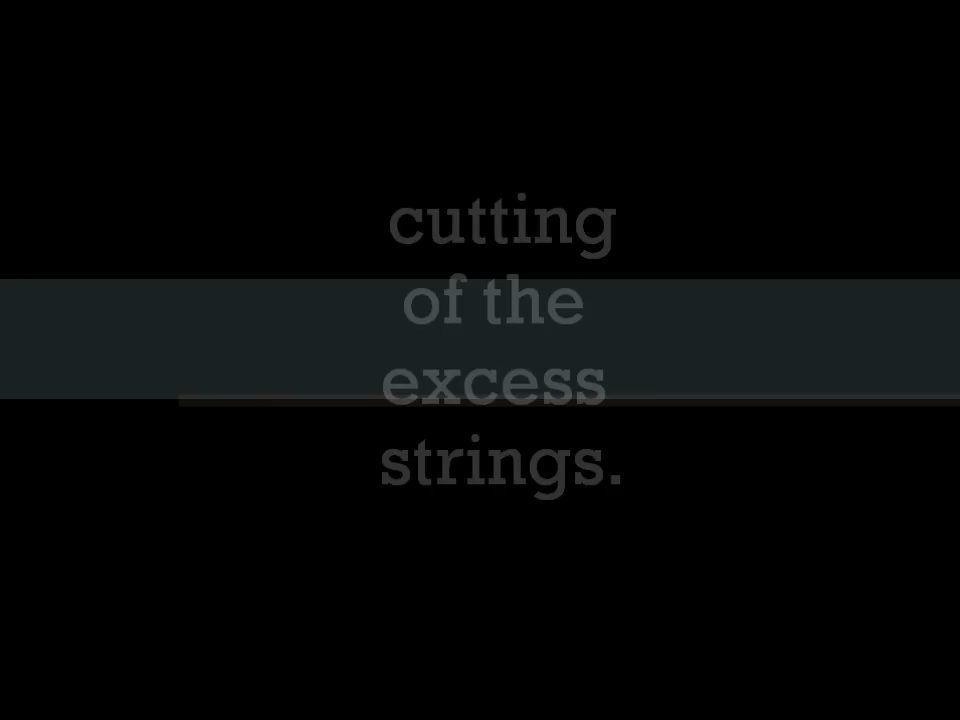 cutting
of the
excess
strings.